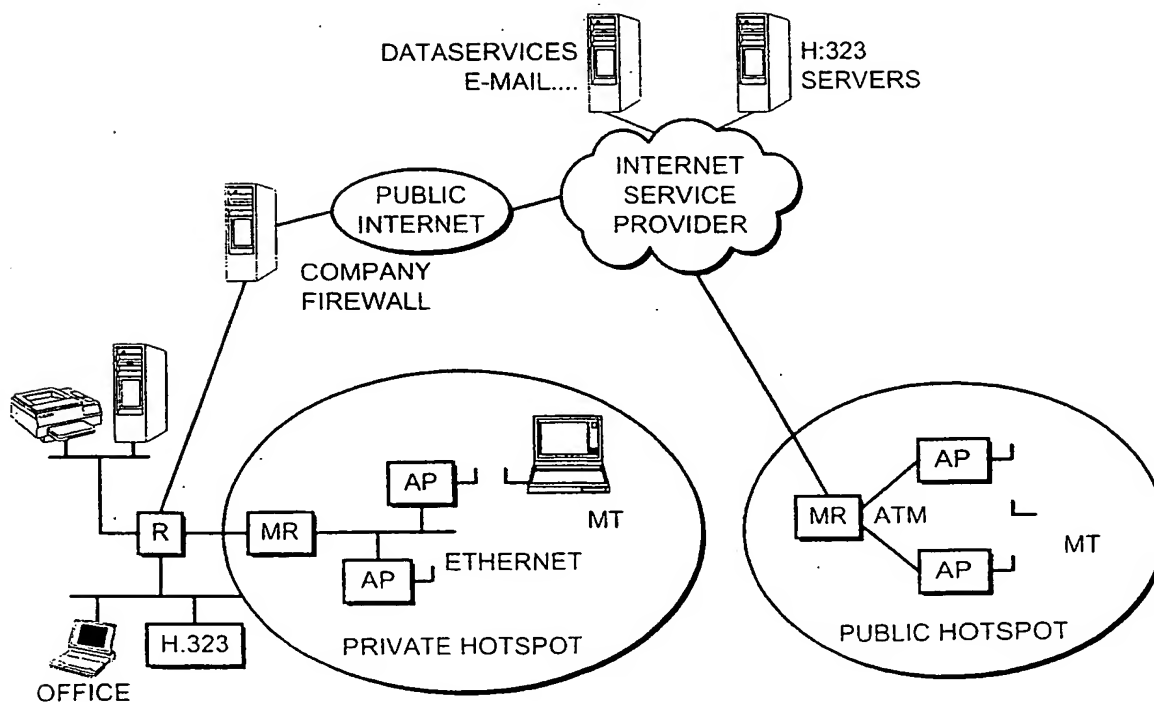 DATASERVICES
E-MAIL....
H:323
SERVERS
INTERNET
SERVICE
PROVIDER
PUBLIC
INTERNET
COMPANY
FIREWALL
R
MR
AP
AP
ETHERNET
MT
PRIVATE HOTSPOT
H.323
OFFICE
MR
ATM
AP
AP
MT
PUBLIC HOTSPOT